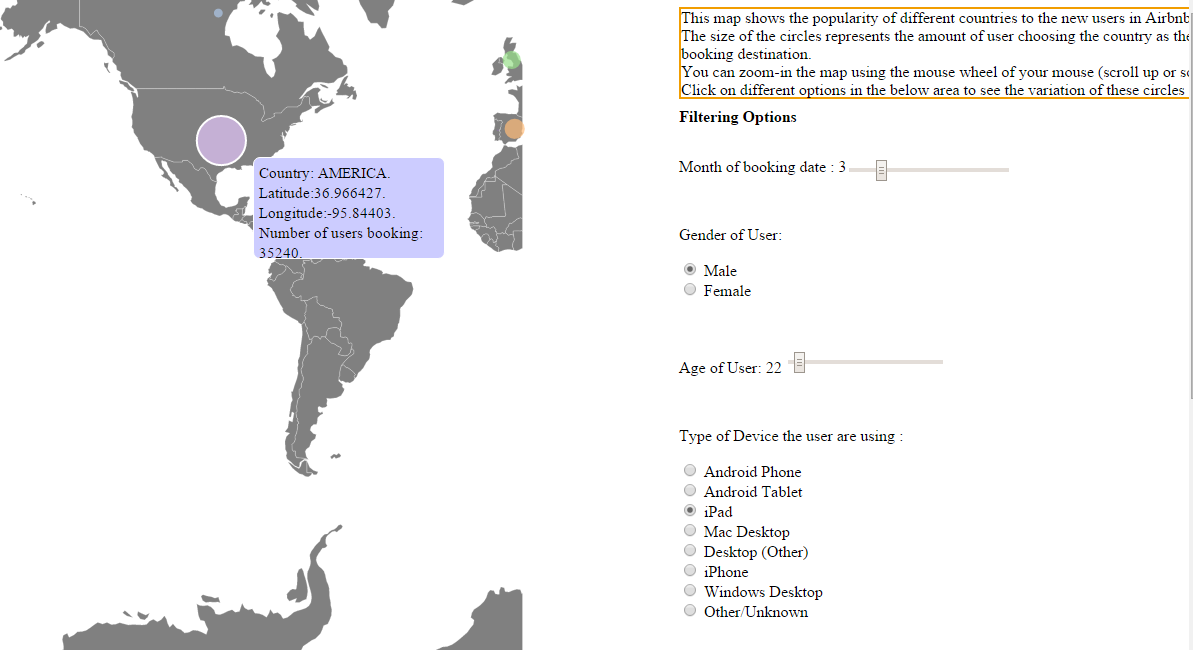 This map shows the popularity of different countries to the new users in Airbnb
The size of the circles represents the amount of user choosing the country as the
booking destination.
You can zoom-in the map using the mouse wheel of your mouse (scroll up or
Click on different options in the below area to see the variation of these circles
Filtering Options
Month of booking date : 3
Country: AMERICA.
Latitude:36.966427.
Longitude:-95.84403.
Number of users booking:
35240.
Gender of User:
Male
Female
Age of User: 22
Type of Device the user are using :
Android Phone
Android Tablet
iPad
Mac Desktop
Desktop (Other)
iPhone
Windows Desktop
Other/Unknown